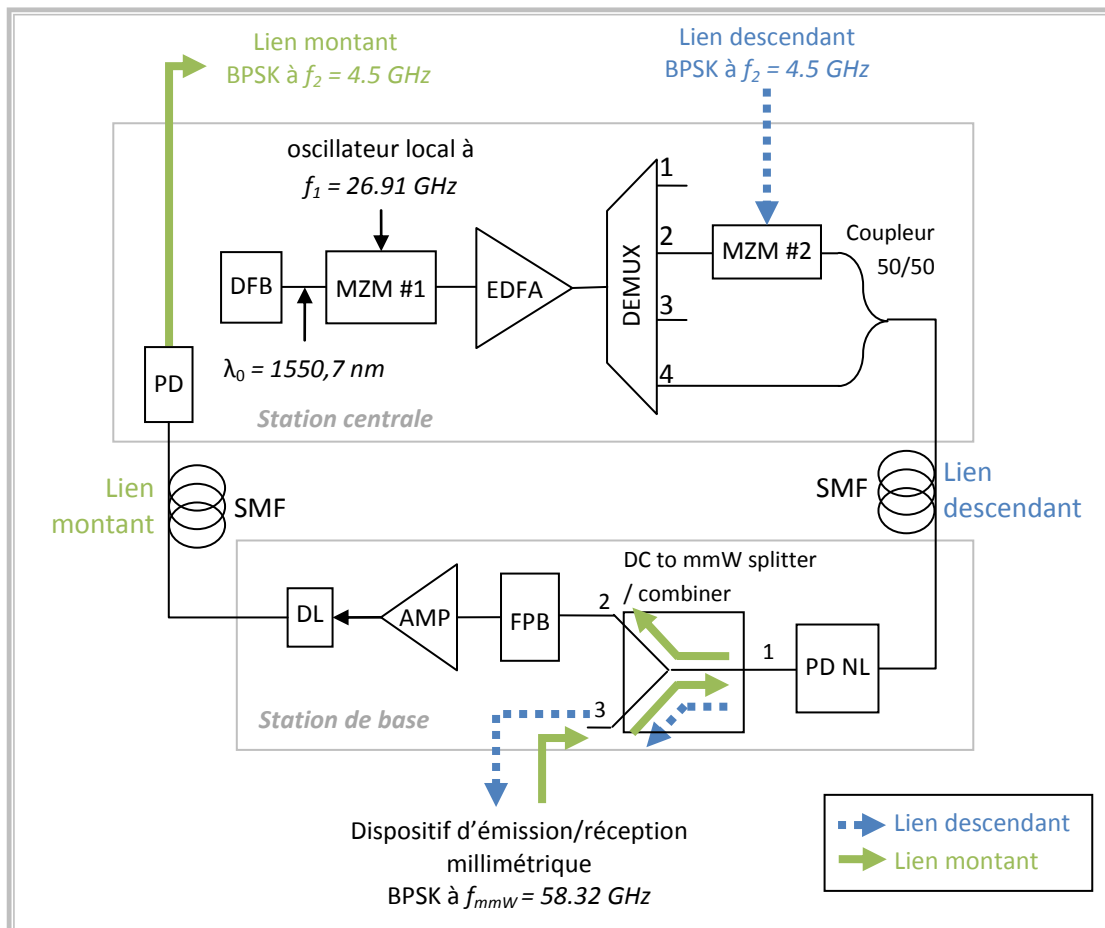 Lien montant
BPSK à f2 = 4.5 GHz
Lien descendant
BPSK à f2 = 4.5 GHz
oscillateur local à
f1 = 26.91 GHz
DFB
MZM #1
EDFA
DEMUX
1
2
3
4
MZM #2
Coupleur
50/50
λ0 = 1550,7 nm
PD
Station centrale
Lien
montant
SMF
SMF
Lien
descendant
DC to mmW splitter
/ combiner
DL
AMP
FPB
2
1
3
PD NL
Station de base
Dispositif d'émission/réception
millimétrique
BPSK à fmmW = 58.32 GHz
Lien descendant
Lien montant